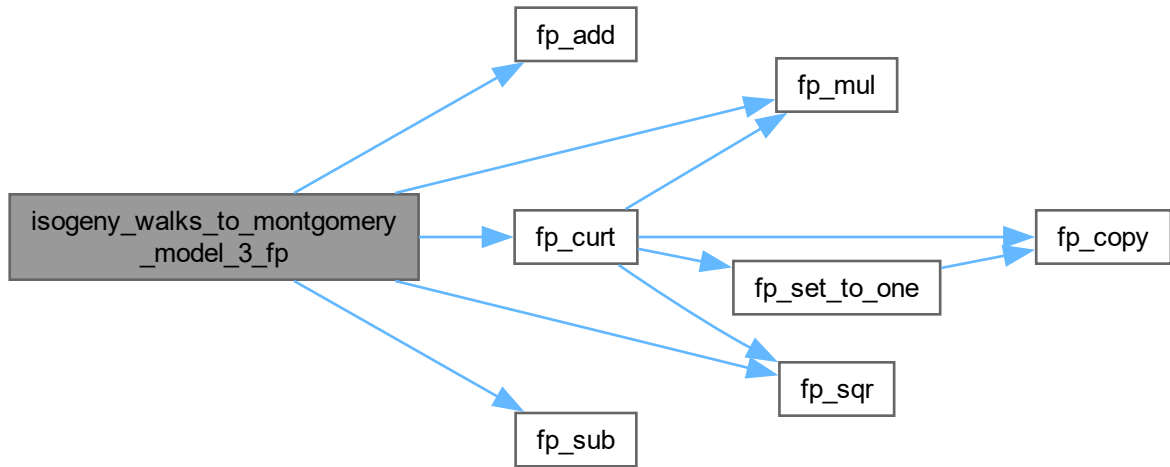 fp_add
fp_mul
isogeny_walks_to_montgomery
_model_3_fp
fp_curt
fp_copy
fp_set_to_one
fp_sqr
fp_sub